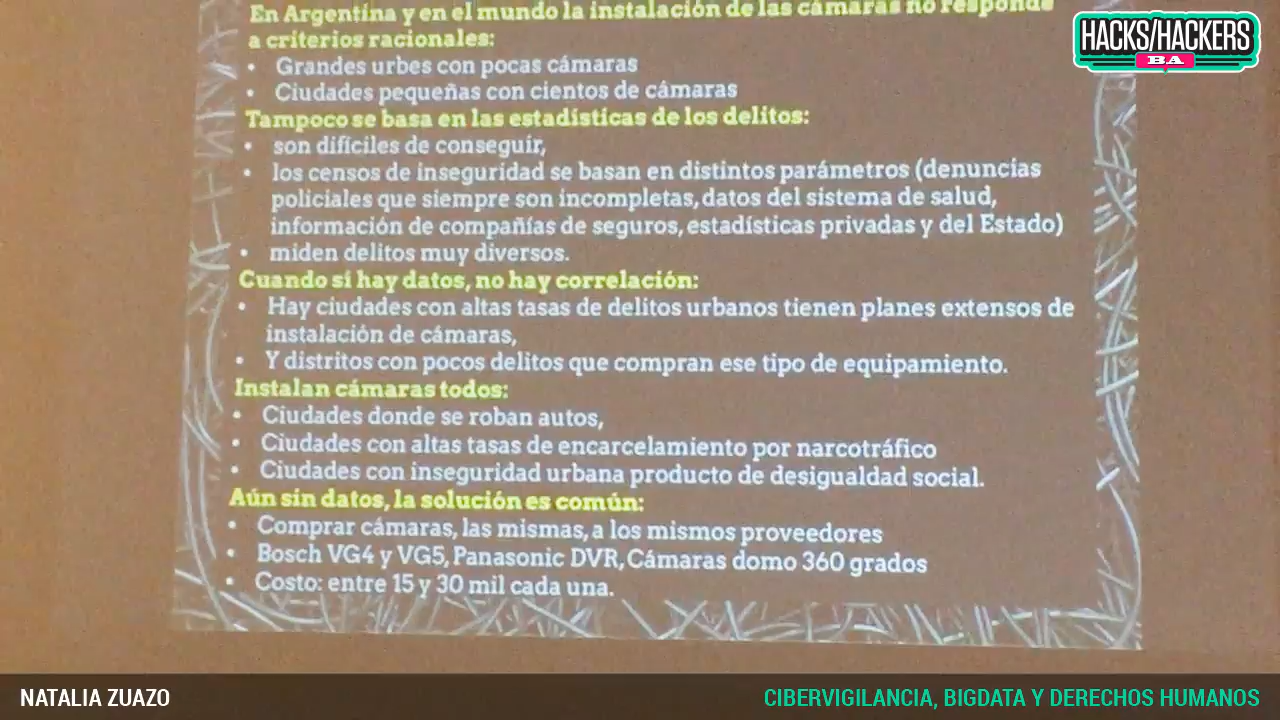 En Argentina y en el mundo la instalación de las cámaras no responde
a criterios racionales:
• Grandes urbes con pocas cámaras
• Ciudades pequeñas con cientos de cámaras
Tampoco se basa en las estadísticas de los delitos:
• son difíciles de conseguir,
• los censos de inseguridad se basan en distintos parámetros (denuncias
policiales que siempre son incompletas, datos del sistema de salud,
información de compañías de seguros, estadísticas privadas y del Estado)
• miden delitos muy diversos.
Cuando sí hay datos, no hay correlación:
• Hay ciudades con altas tasas de delitos urbanos tienen planes extensos de
instalación de cámaras,
• Y distritos con pocos delitos que compran ese tipo de equipamiento.
Instalan cámaras todos:
• Ciudades donde se roban autos,
• Ciudades con altas tasas de encarcelamiento por narcotráfico
• Ciudades con inseguridad urbana producto de desigualdad social.
Aún sin datos, la solución es común:
• Comprar cámaras, las mismas, a los mismos proveedores
• Bosch VG4 y VG5, Panasonic DVR, Cámaras domo 360 grados
• Costo: entre 15 y 30 mil cada una.
HACKS/HACKERS
BA
NATALIA ZUAZO
CIBERVIGILANCIA, BIGDATA Y DERECHOS HUMANOS